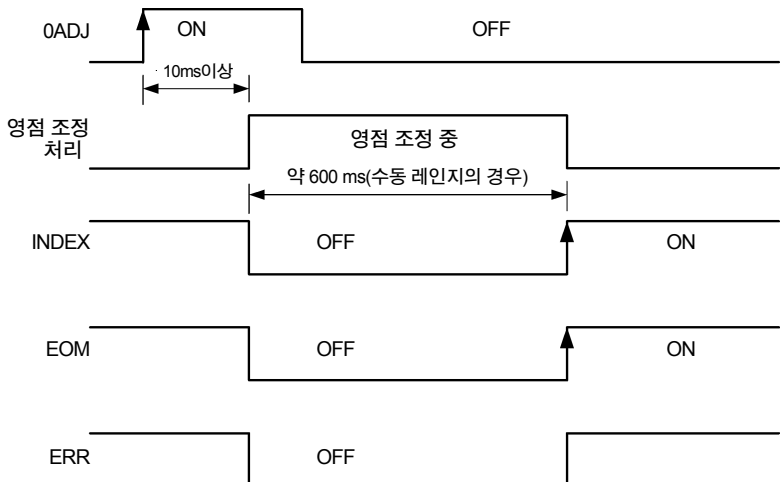 0ADJ ON OFF
10ms이상
영점 조정
처리
영점 조정 중
약 600 ms(수동 레인지의 경우)
INDEX OFF ON
EOM OFF ON
ERR OFF